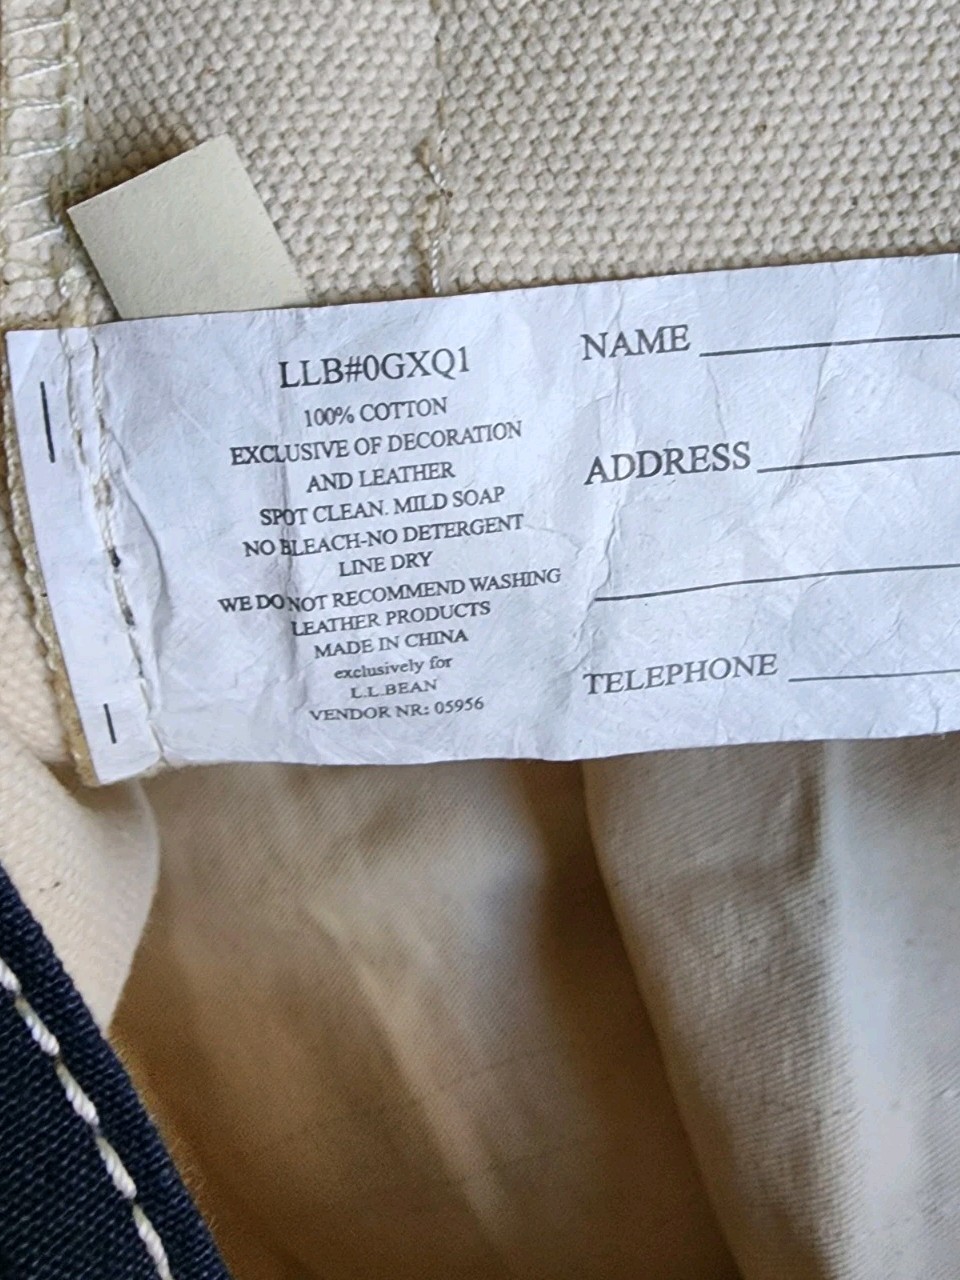 LLB#0GXQ1
100% COTTON
EXCLUSIVE OF DECORATION
AND LEATHER
SPOT CLEAN. MILD SOAP
NO BLEACH-NO DETERGENT
LINE DRY
WE DO NOT RECOMMEND WASHING
LEATHER PRODUCTS
MADE IN CHINA
exclusively for
L.L.BEAN
VENDOR NR: 05956
NAME
ADDRESS
TELEPHONE